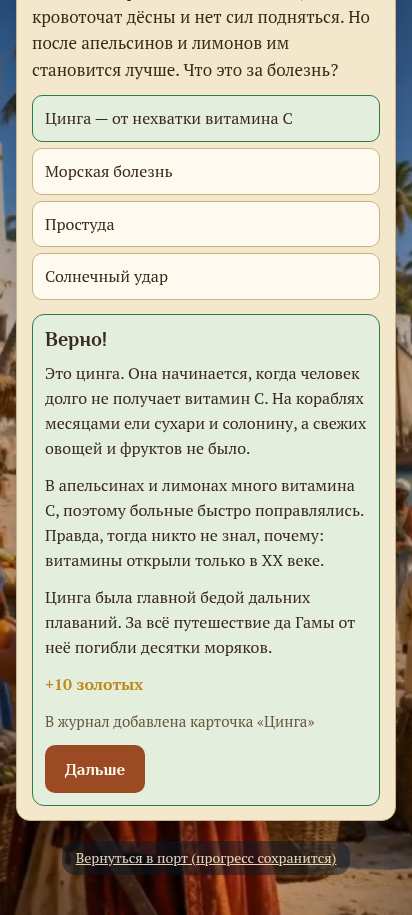 кровоточат дёсны и нет сил подняться. Но
после апельсинов и лимонов им
становится лучше. Что это за болезнь?
Цинга — от нехватки витамина C
Морская болезнь
Простуда
Солнечный удар
Верно!
Это цинга. Она начинается, когда человек
долго не получает витамин C. На кораблях
месяцами ели сухари и солонину, а свежих
овощей и фруктов не было.
В апельсинах и лимонах много витамина
C, поэтому больные быстро поправлялись.
Правда, тогда никто не знал, почему:
витамины открыли только в XX веке.
Цинга была главной бедой дальних
плаваний. За всё путешествие да Гамы от
неё погибли десятки моряков.
+10 золотых
В журнал добавлена карточка «Цинга»
Дальше
Вернуться в порт (прогресс сохранится)